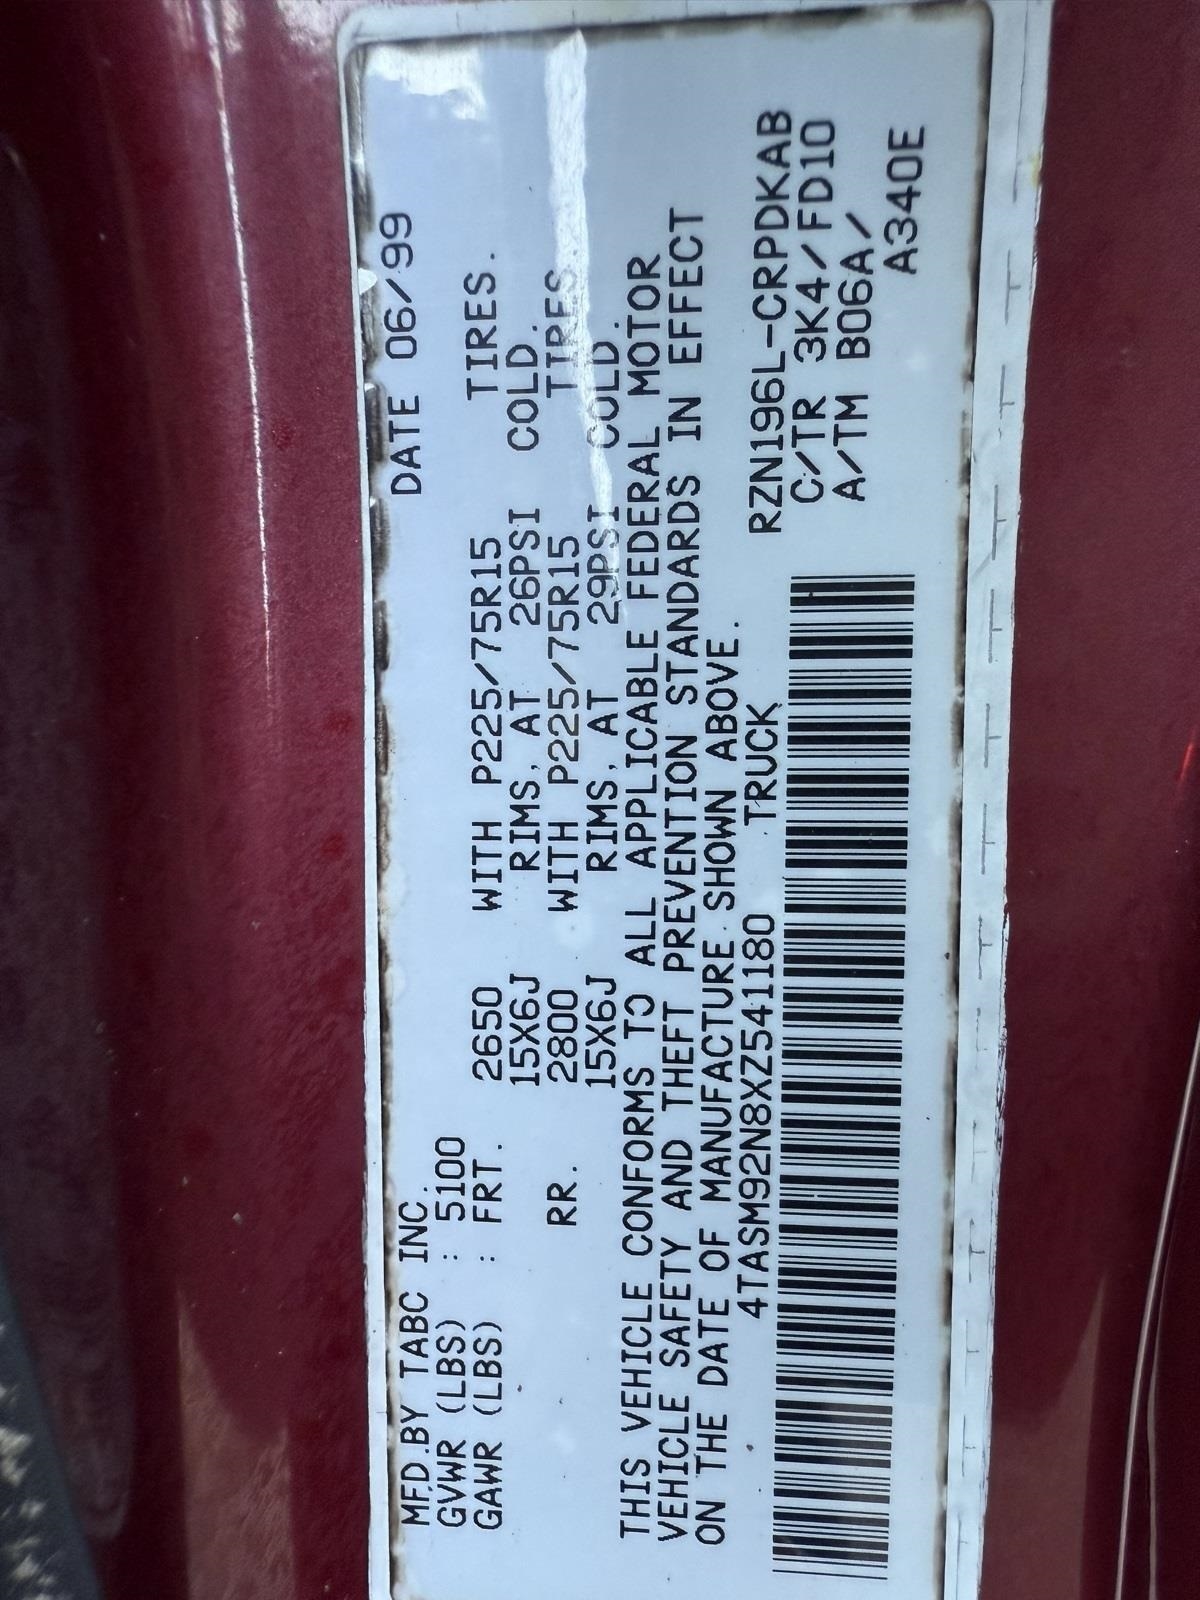 MFD.BY TABC INC. DATE 06/99
GVWR (LBS) : 5100
GAWR (LBS) : FRT. 2650 WITH P225/75R15 TIRES.
15X6J RIMS, AT 26PSI COLD.
RR. 2800 WITH P225/75R15 TIRES.
15X6J RIMS, AT 29PSI COLD.
THIS VEHICLE CONFORMS TO ALL APPLICABLE FEDERAL MOTOR
VEHICLE SAFETY AND THEFT PREVENTION STANDARDS IN EFFECT
ON THE DATE OF MANUFACTURE SHOWN ABOVE.
4TASM92N8XZ541180 TRUCK RZN196L-CRPDKAB
C/TR 3K4/FD10
A/TM B06A/
A340E